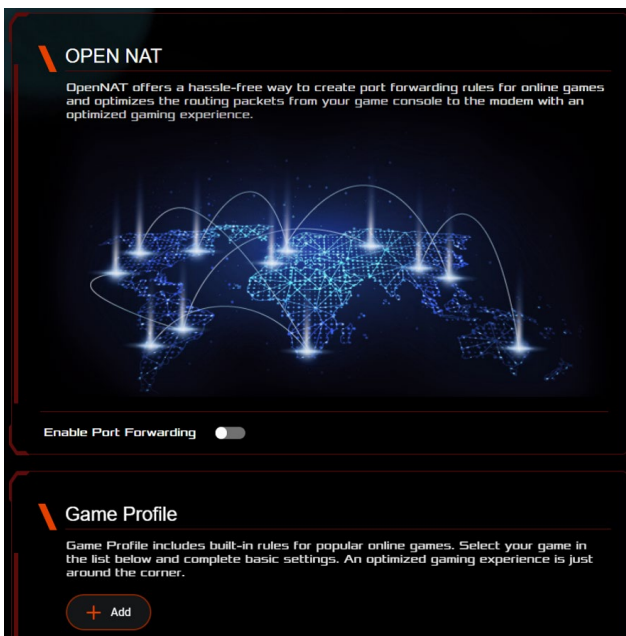 OPEN NAT
OpenNAT offers a hassle-free way to create port forwarding rules for online games
and optimizes the routing packets from your game console to the modem with an
optimized gaming experience.
Enable Port Forwarding
Game Profile
Game Profile includes built-in rules for popular online games. Select your game in
the list below and complete basic settings. An optimized gaming experience is just
around the corner.
+ Add